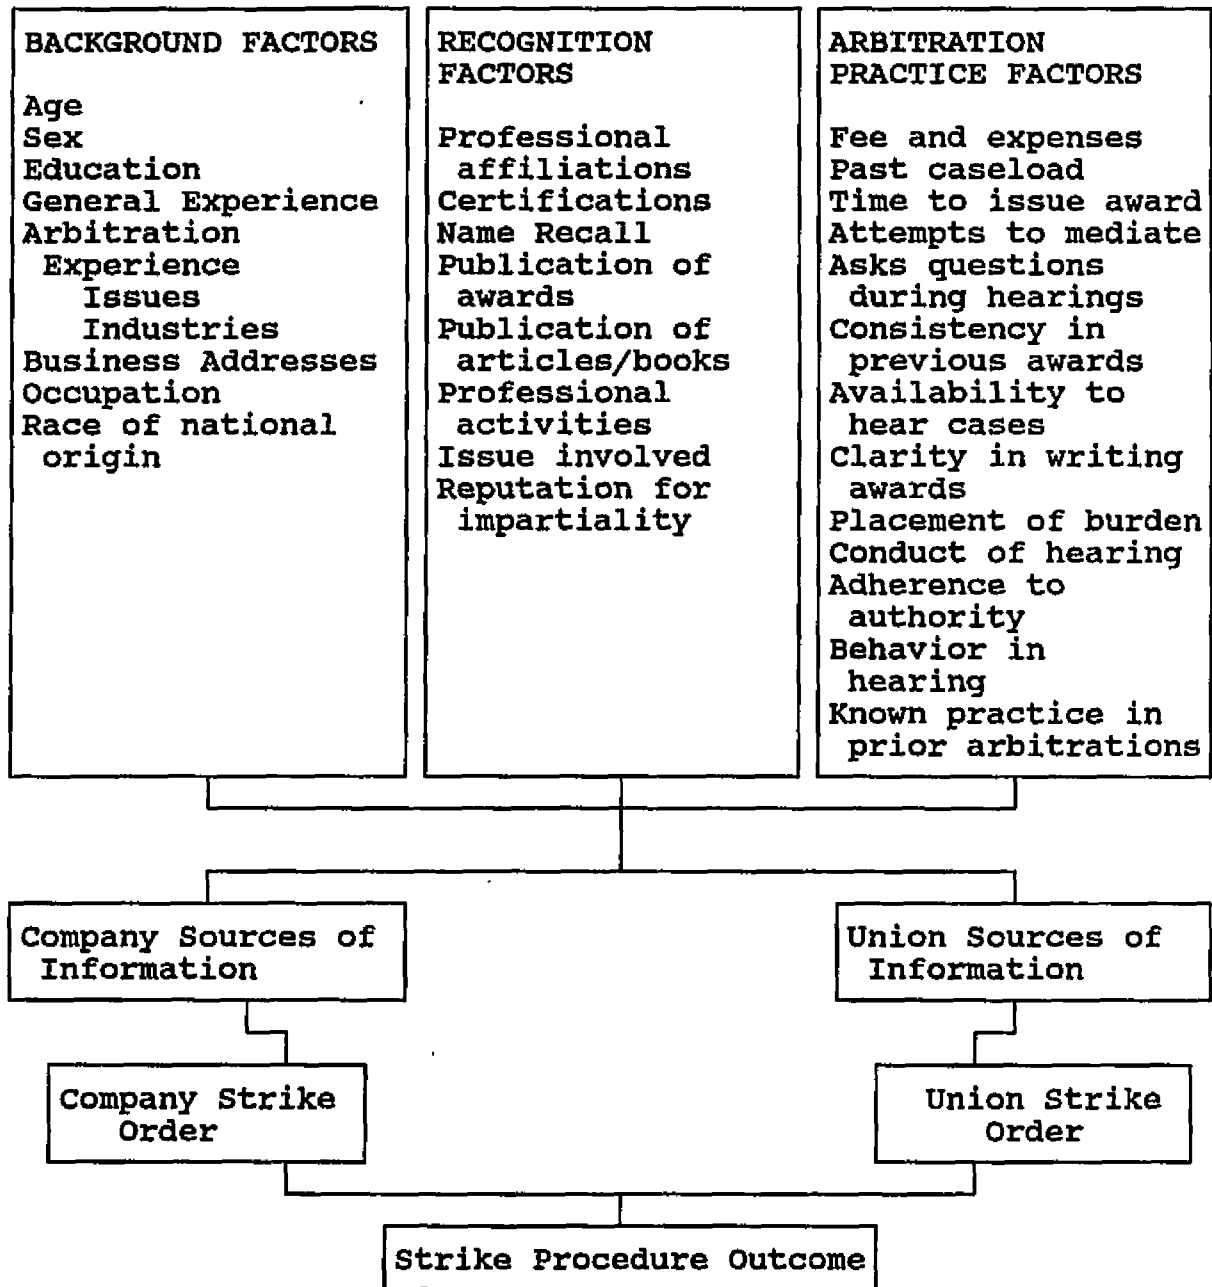 BACKGROUND FACTORS
Age
Sex
Education
General Experience
Arbitration
Experience
Issues
Industries
Business Addresses
Occupation
Race of national
origin
RECOGNITION
FACTORS
Professional
affiliations
Certifications
Name Recall
Publication of
awards
Publication of
articles/books
Professional
activities
Issue involved
Reputation for
impartiality
ARBITRATION
PRACTICE FACTORS
Fee and expenses
Past caseload
Time to issue award
Attempts to mediate
Asks questions
during hearings
Consistency in
previous awards
Availability to
hear cases
Clarity in writing
awards
Placement of burden
Conduct of hearing
Adherence to
authority
Behavior in
hearing
Known practice in
prior arbitrations
Company Sources of
Information
Union Sources of
Information
Company Strike
Order
Union Strike
Order
Strike Procedure Outcome